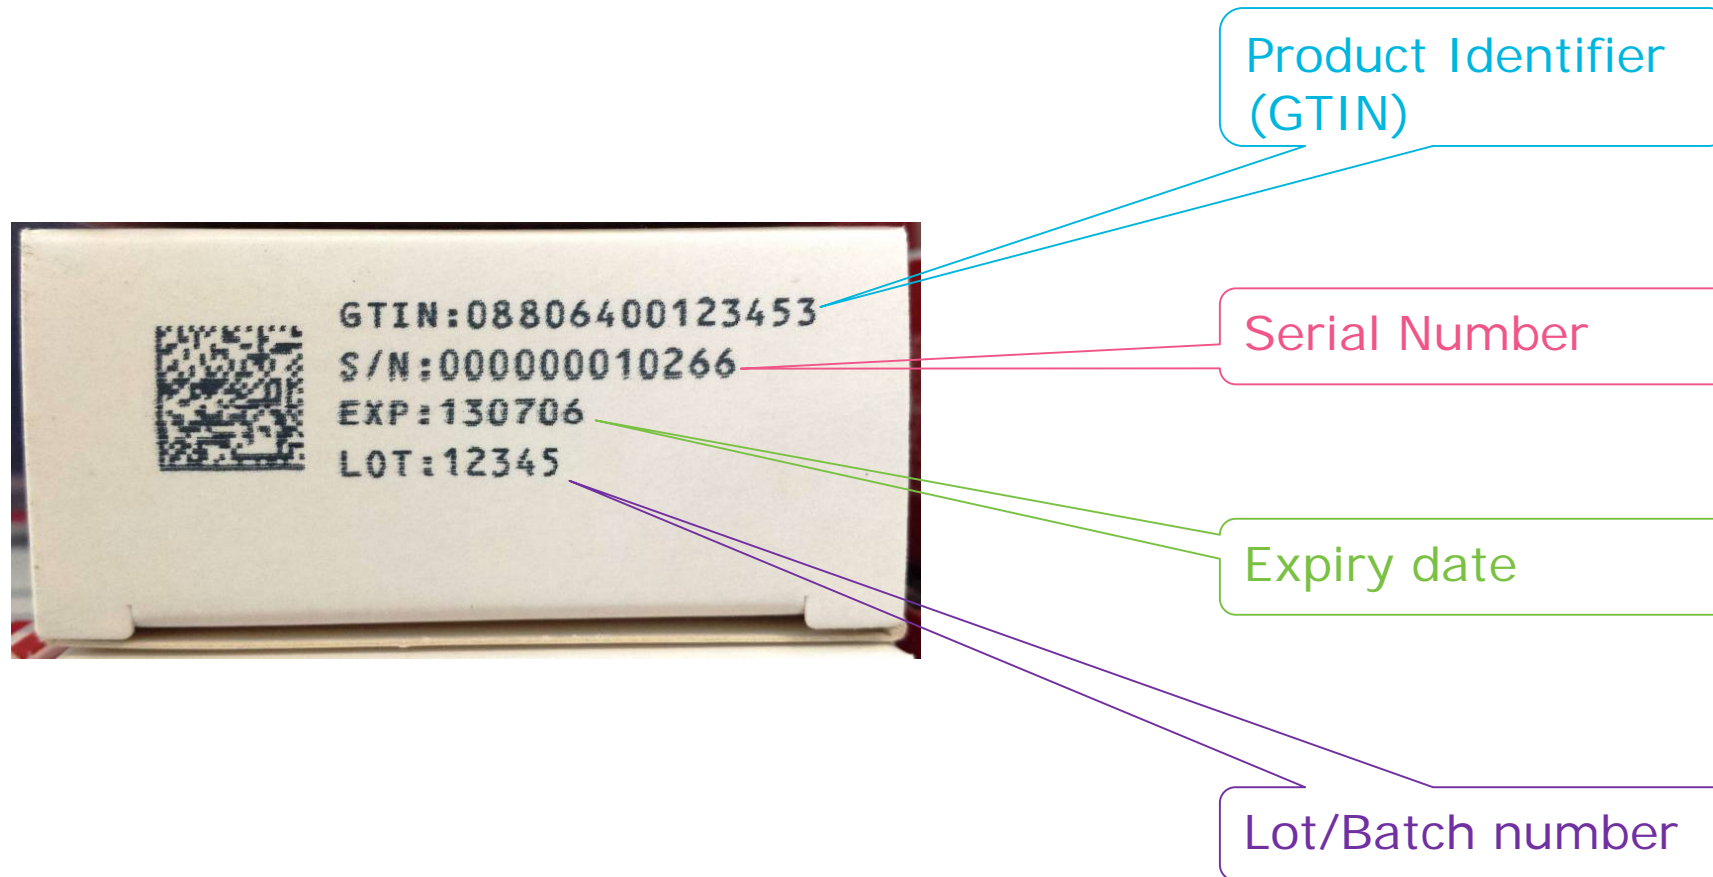 Product Identifier
(GTIN)
GTIN:08806400123453
S/N:000000010266
EXP:130706
LOT:12345
Serial Number
Expiry date
Lot/Batch number